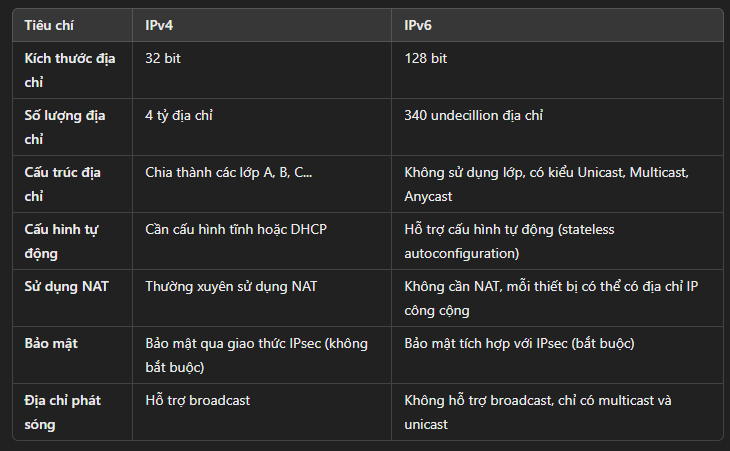 Tiêu chí IPv4 IPv6
Kích thước địa chỉ 32 bit 128 bit
Số lượng địa chỉ 4 tỷ địa chỉ 340 undecillion địa chỉ
Cấu trúc địa chỉ Chia thành các lớp A, B, C... Không sử dụng lớp, có kiểu Unicast, Multicast, Anycast
Cấu hình tự động Cần cấu hình tĩnh hoặc DHCP Hỗ trợ cấu hình tự động (stateless autoconfiguration)
Sử dụng NAT Thường xuyên sử dụng NAT Không cần NAT, mỗi thiết bị có thể có địa chỉ IP công cộng
Bảo mật Bảo mật qua giao thức IPsec (không bắt buộc) Bảo mật tích hợp với IPsec (bắt buộc)
Địa chỉ phát sóng Hỗ trợ broadcast Không hỗ trợ broadcast, chỉ có multicast và unicast